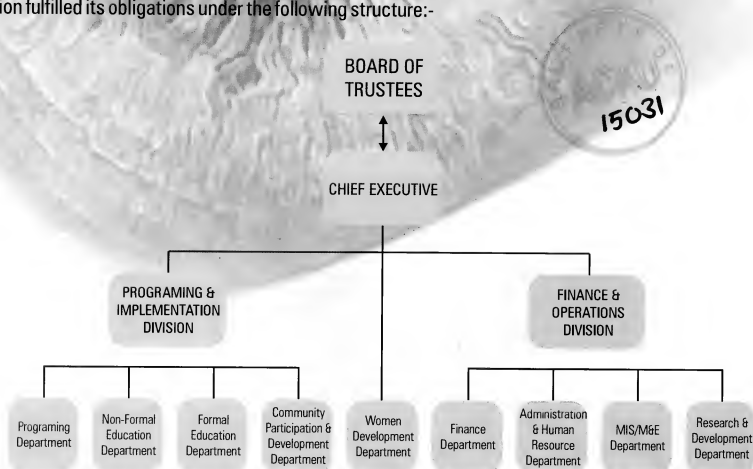 ion fulfilled its obligations under the following structure:-
BOARD OF
TRUSTEES
15031
CHIEF EXECUTIVE
PROGRAMING &
IMPLEMENTATION
DIVISION
FINANCE &
OPERATIONS
DIVISION
Programing
Department
Non-Formal
Education
Department
Formal
Education
Department
Community
Participation &
Development
Department
Women
Development
Department
Finance
Department
Administration
& Human
Resource
Department
MIS/M&E
Department
Research &
Development
Department